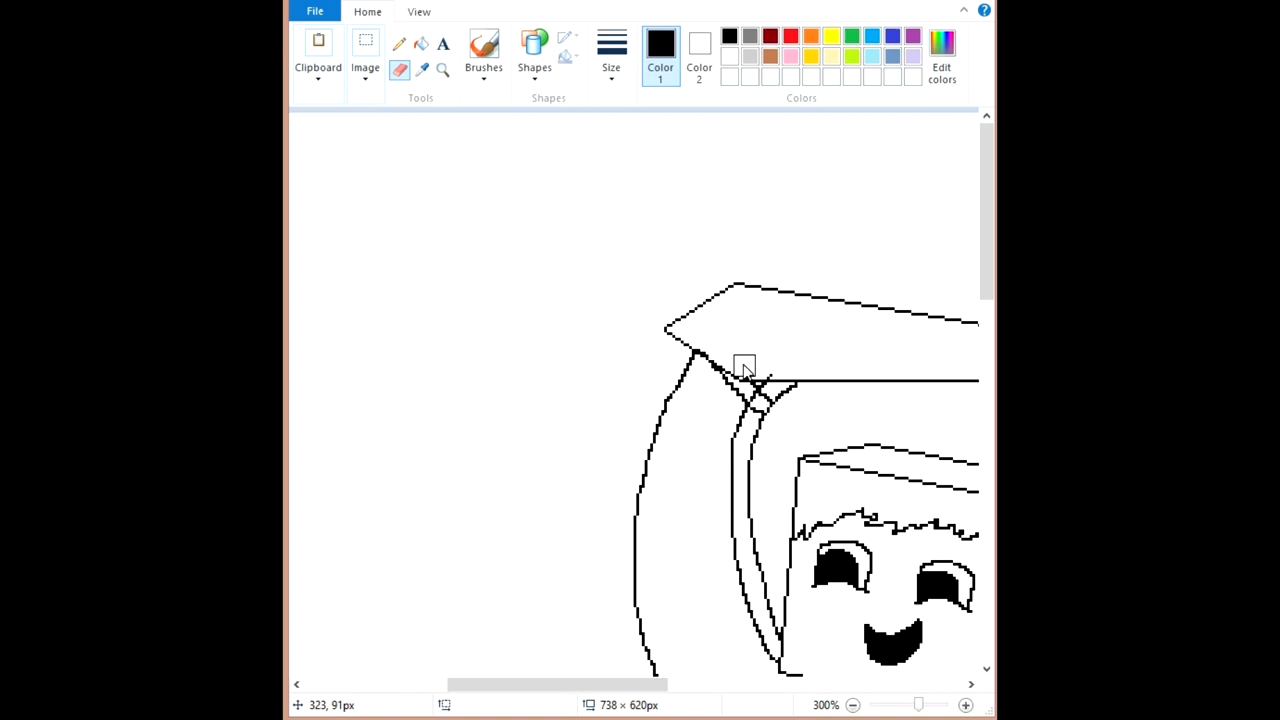 File Home View
Clipboard Image Brushes Shapes Size Color 1 Color 2 Edit colors
Tools Shapes Colors
323, 91px 738 × 620px 300%